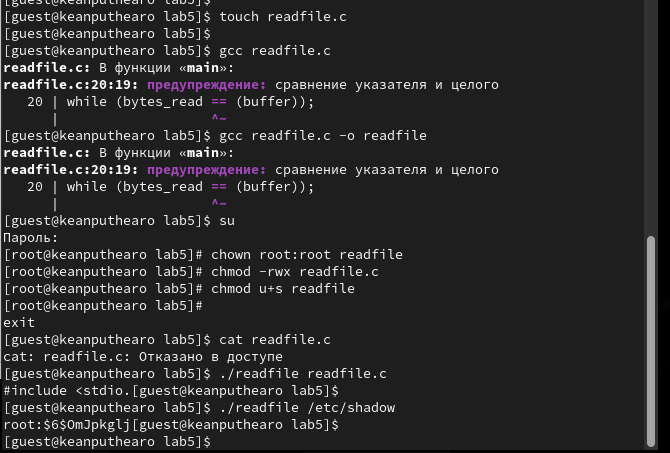 [guest@keanputhearo lab5]$
[guest@keanputhearo lab5]$ touch readfile.c
[guest@keanputhearo lab5]$
[guest@keanputhearo lab5]$ gcc readfile.c
readfile.c: В функции «main»:
readfile.c:20:19: предупреждение: сравнение указателя и целого
   20 | while (bytes_read == (buffer));
      |                   ^~
[guest@keanputhearo lab5]$ gcc readfile.c -o readfile
readfile.c: В функции «main»:
readfile.c:20:19: предупреждение: сравнение указателя и целого
   20 | while (bytes_read == (buffer));
      |                   ^~
[guest@keanputhearo lab5]$ su
Пароль:
[root@keanputhearo lab5]# chown root:root readfile
[root@keanputhearo lab5]# chmod -rwx readfile.c
[root@keanputhearo lab5]# chmod u+s readfile
[root@keanputhearo lab5]#
exit
[guest@keanputhearo lab5]$ cat readfile.c
cat: readfile.c: Отказано в доступе
[guest@keanputhearo lab5]$ ./readfile readfile.c
#include <stdio.[guest@keanputhearo lab5]$
[guest@keanputhearo lab5]$ ./readfile /etc/shadow
root:$6$OmJpkglj[guest@keanputhearo lab5]$
[guest@keanputhearo lab5]$